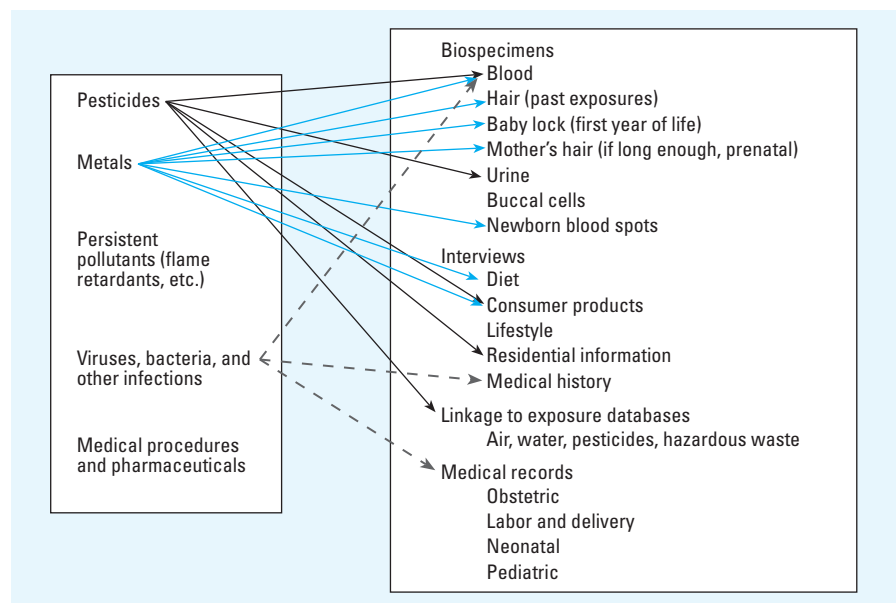 Pesticides
Metals
Persistent
pollutants (flame
retardants, etc.)
Viruses, bacteria, and
other infections
Medical procedures
and pharmaceuticals
Biospecimens
Blood
Hair (past exposures)
Baby lock (first year of life)
Mother's hair (if long enough, prenatal)
Urine
Buccal cells
Newborn blood spots
Interviews
Diet
Consumer products
Lifestyle
Residential information
Medical history
Linkage to exposure databases
Air, water, pesticides, hazardous waste
Medical records
Obstetric
Labor and delivery
Neonatal
Pediatric